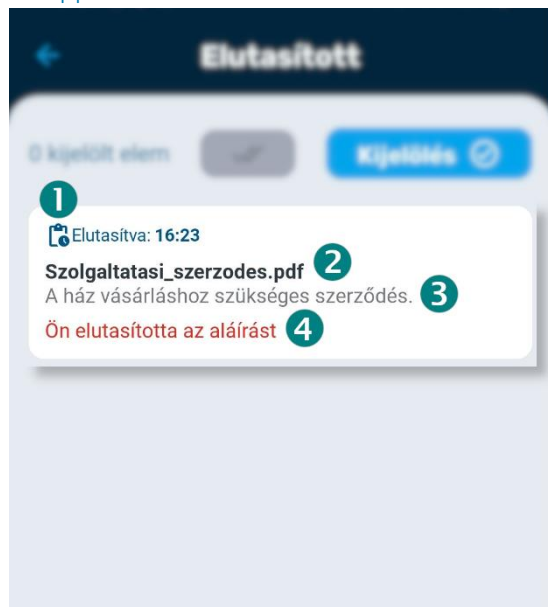 Elutasított
0 kijelölt elem
Kijelölés
1
Elutasítva: 16:23
Szolgaltatasi_szerzodes.pdf 2
A ház vásárláshoz szükséges szerződés. 3
Ön elutasította az aláírást 4